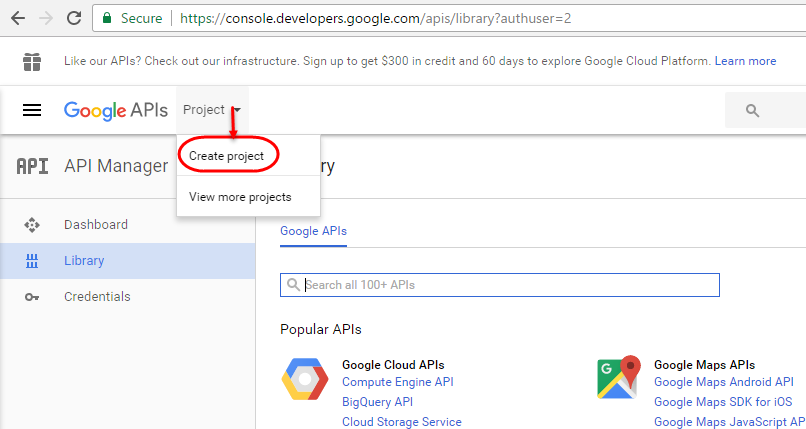 Secure https://console.developers.google.com/apis/library?authuser=2
Like our APIs? Check out our infrastructure. Sign up to get $300 in credit and 60 days to explore Google Cloud Platform. Learn more
Google APIs Project
Create project
API API Manager ry
View more projects
Dashboard
Google APIs
Library
Search all 100+ APIs
Credentials
Popular APIs
Google Cloud APIs
Compute Engine API
BigQuery API
Cloud Storage Service
Google Maps APIs
Google Maps Android API
Google Maps SDK for iOS
Google Maps JavaScript AP